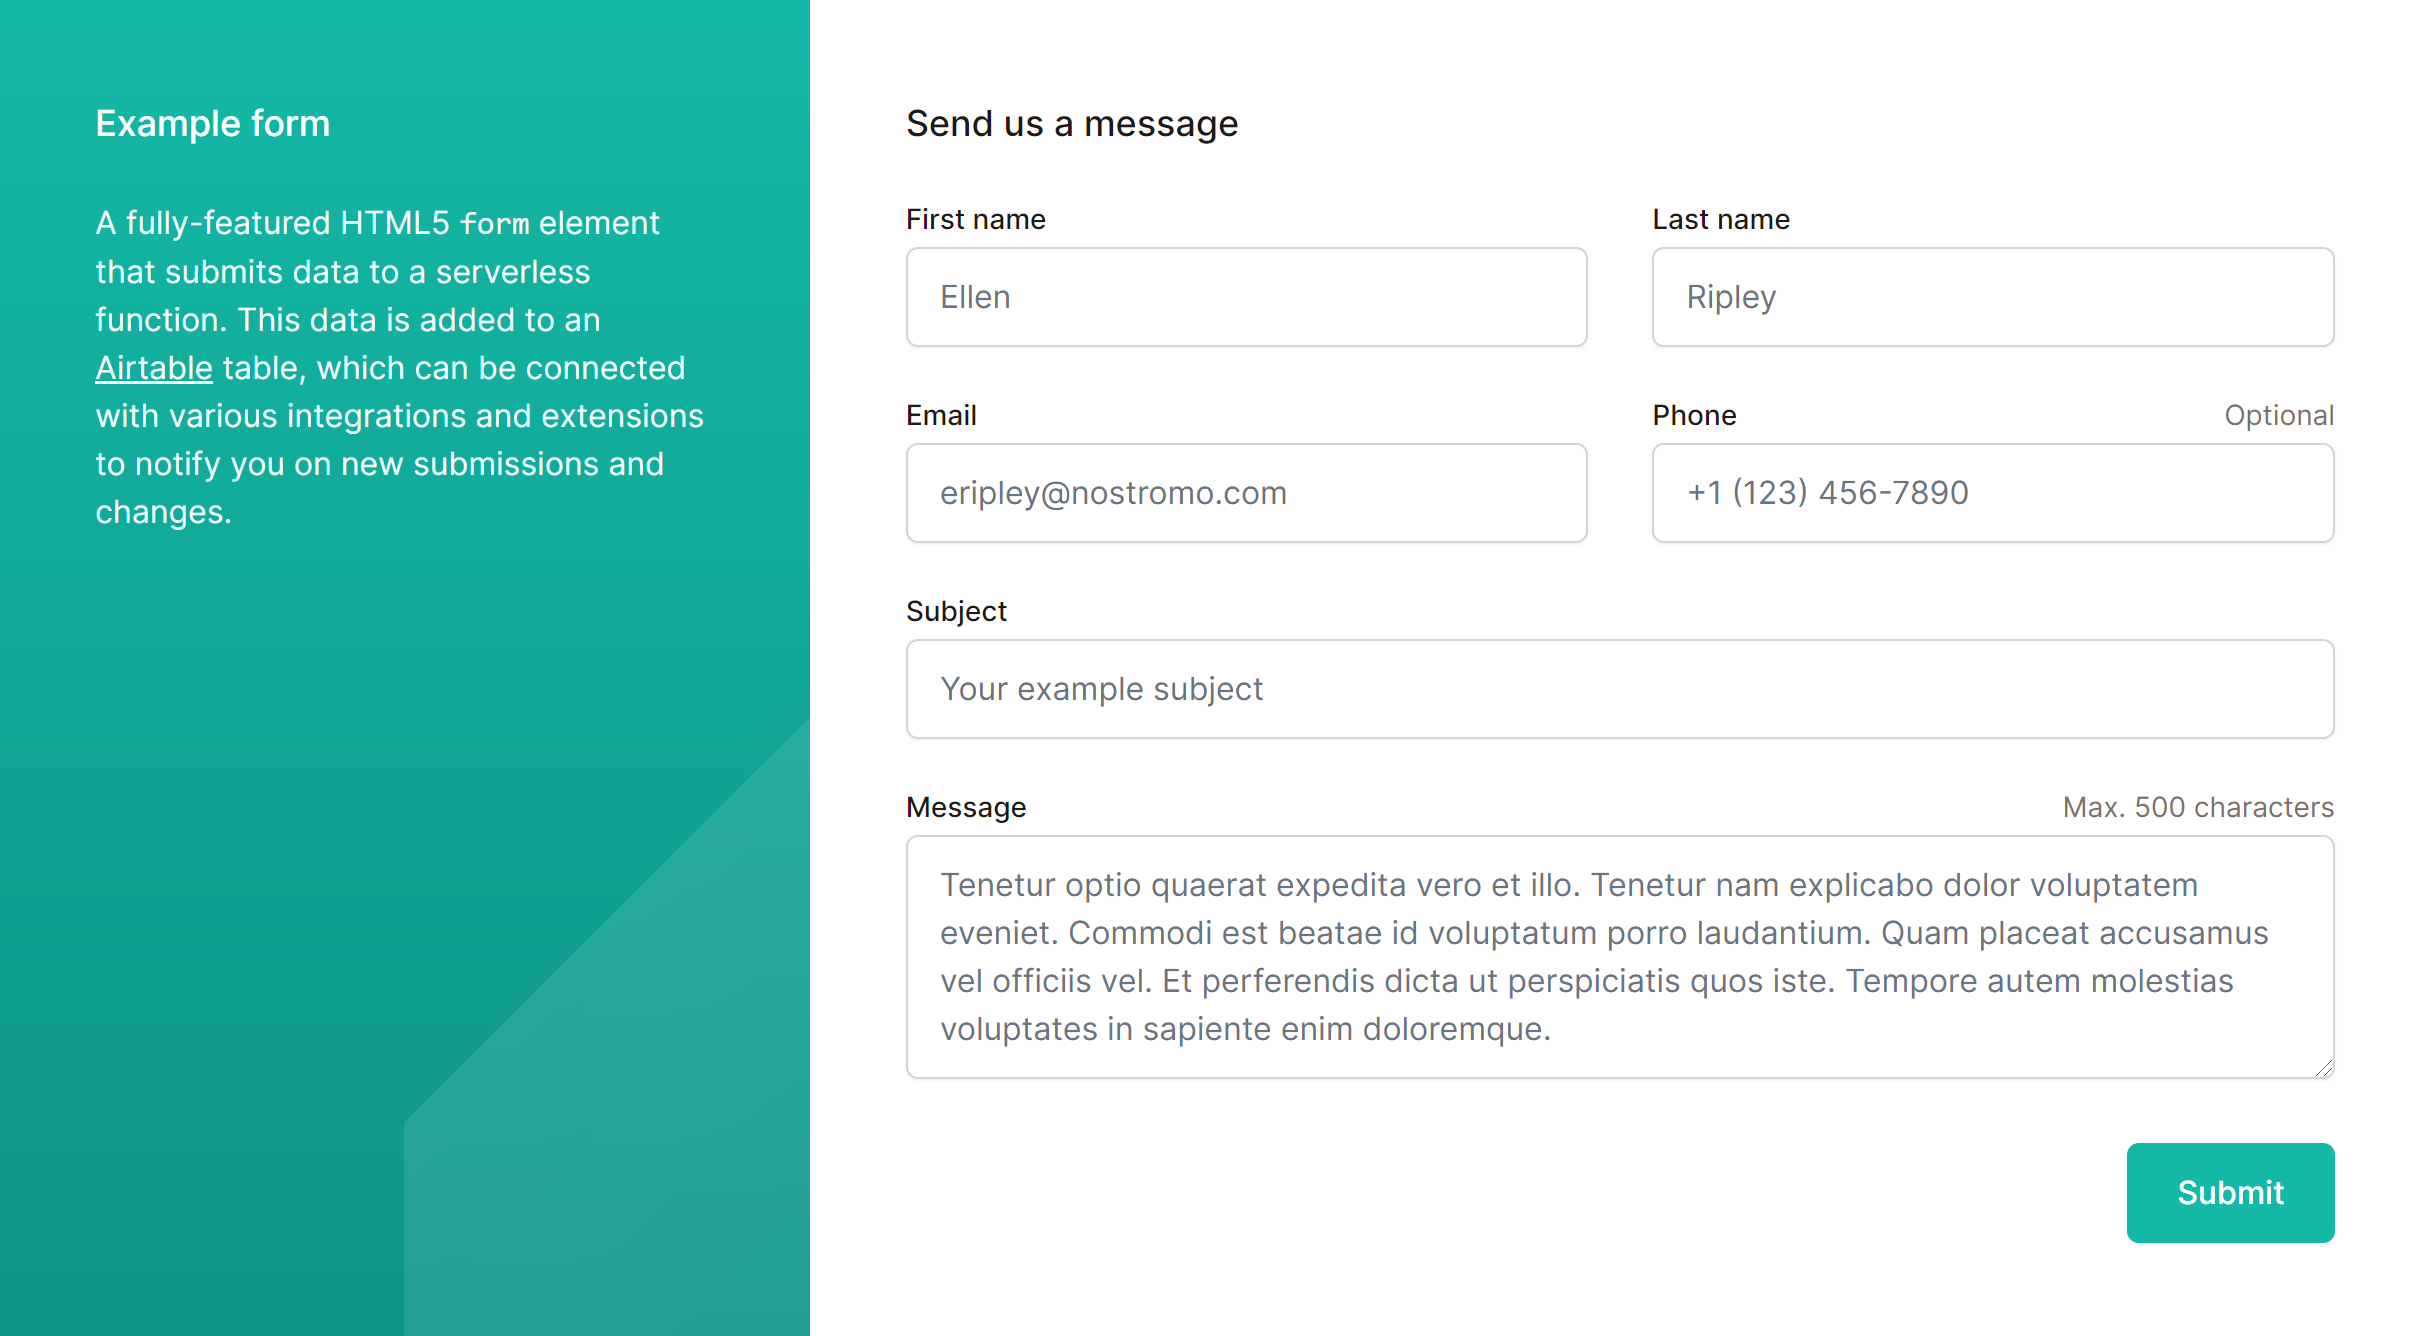 Example form
A fully-featured HTML5 form element
that submits data to a serverless
function. This data is added to an
Airtable table, which can be connected
with various integrations and extensions
to notify you on new submissions and
changes.
Send us a message
First name
Last name
Ellen
Ripley
Email
Phone
Optional
eripley@nostromo.com
+1 (123) 456-7890
Subject
Your example subject
Message
Max. 500 characters
Tenetur optio quaerat expedita vero et illo. Tenetur nam explicabo dolor voluptatem
eveniet. Commodi est beatae id voluptatum porro laudantium. Quam placeat accusamus
vel officiis vel. Et perferendis dicta ut perspiciatis quos iste. Tempore autem molestias
voluptates in sapiente enim doloremque.
Submit